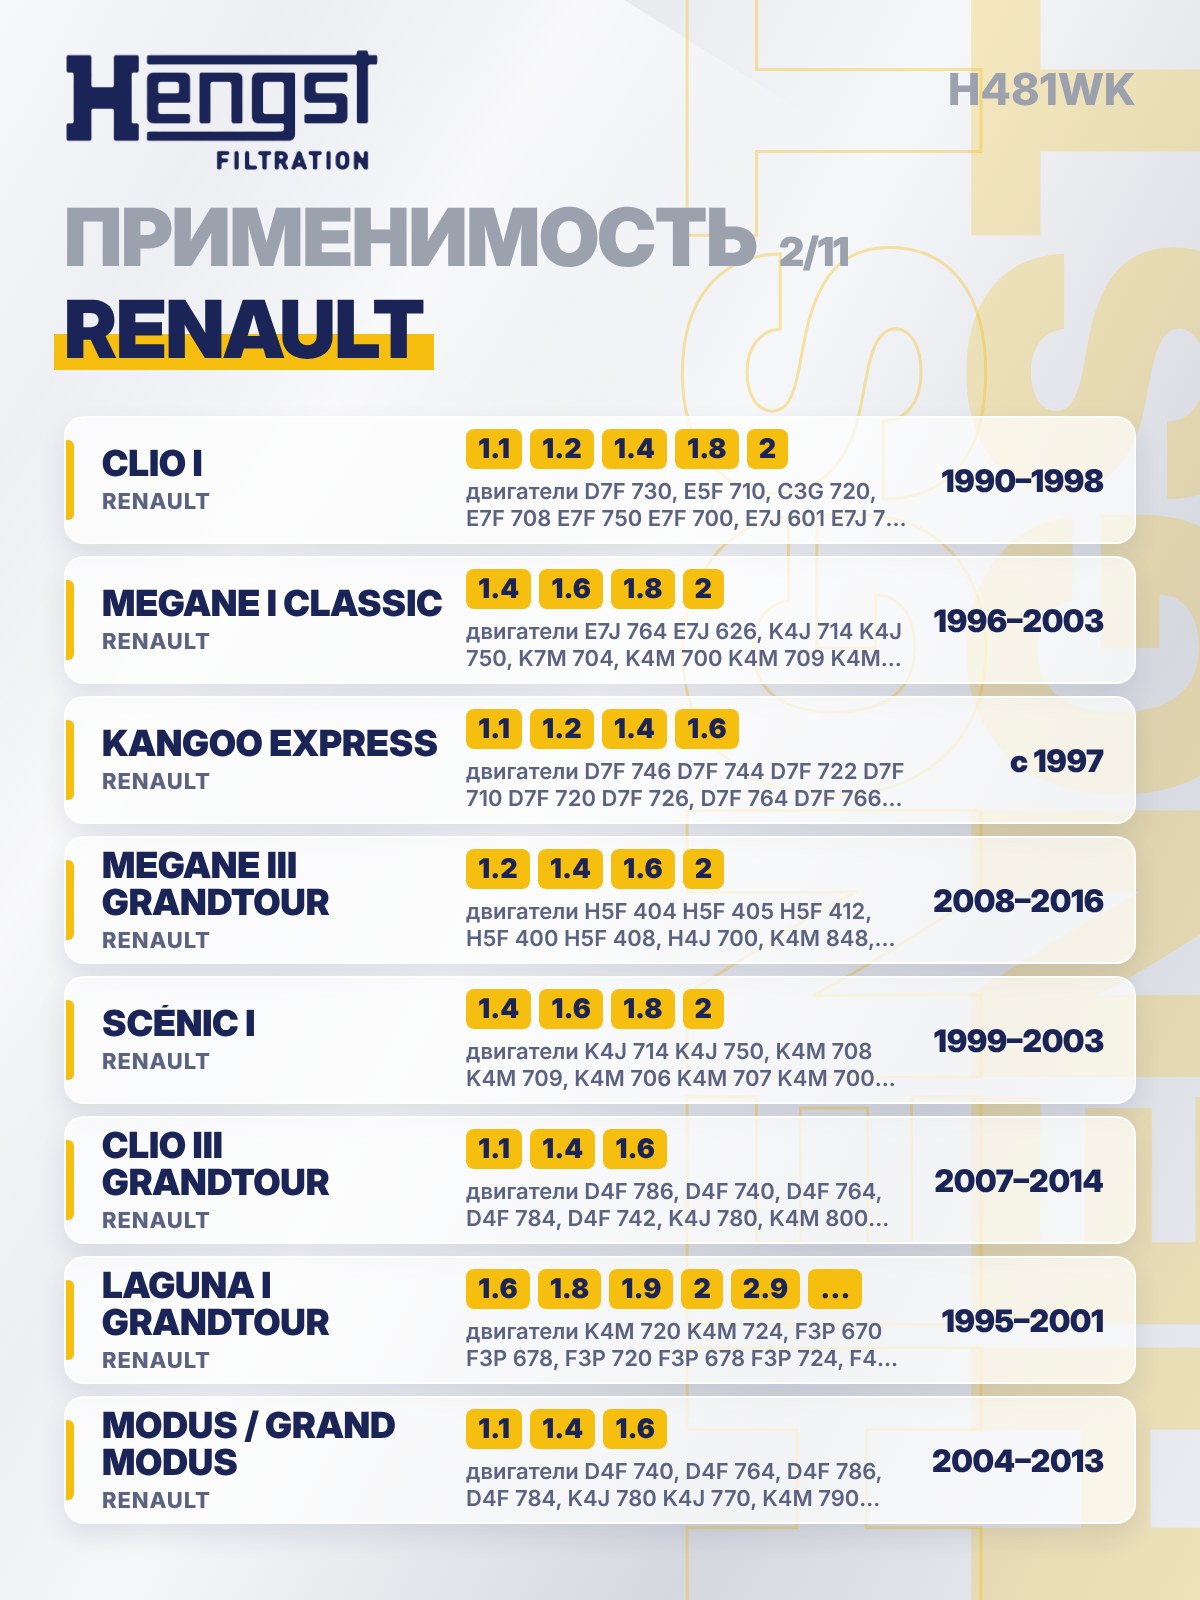 Hengst
FILTRATION
H481WK
ПРИМЕНИМОСТЬ 2/11
RENAULT
CLIO I
RENAULT
1.1 1.2 1.4 1.8 2
двигатели D7F 730, E5F 710, C3G 720,
E7F 708 E7F 750 E7F 700, E7J 601 E7J 7...
1990–1998
MEGANE I CLASSIC
RENAULT
1.4 1.6 1.8 2
двигатели E7J 764 E7J 626, K4J 714 K4J
750, K7M 704, K4M 700 K4M 709 K4M...
1996–2003
KANGOO EXPRESS
RENAULT
1.1 1.2 1.4 1.6
двигатели D7F 746 D7F 744 D7F 722 D7F
710 D7F 720 D7F 726, D7F 764 D7F 766...
с 1997
MEGANE III
GRANDTOUR
RENAULT
1.2 1.4 1.6 2
двигатели H5F 404 H5F 405 H5F 412,
H5F 400 H5F 408, H4J 700, K4M 848,...
2008–2016
SCÉNIC I
RENAULT
1.4 1.6 1.8 2
двигатели K4J 714 K4J 750, K4M 708
K4M 709, K4M 706 K4M 707 K4M 700...
1999–2003
CLIO III
GRANDTOUR
RENAULT
1.1 1.4 1.6
двигатели D4F 786, D4F 740, D4F 764,
D4F 784, D4F 742, K4J 780, K4M 800...
2007–2014
LAGUNA I
GRANDTOUR
RENAULT
1.6 1.8 1.9 2 2.9 ...
двигатели K4M 720 K4M 724, F3P 670
F3P 678, F3P 720 F3P 678 F3P 724, F4...
1995–2001
MODUS / GRAND
MODUS
RENAULT
1.1 1.4 1.6
двигатели D4F 740, D4F 764, D4F 786,
D4F 784, K4J 780 K4J 770, K4M 790...
2004–2013
HENGST
HENGST